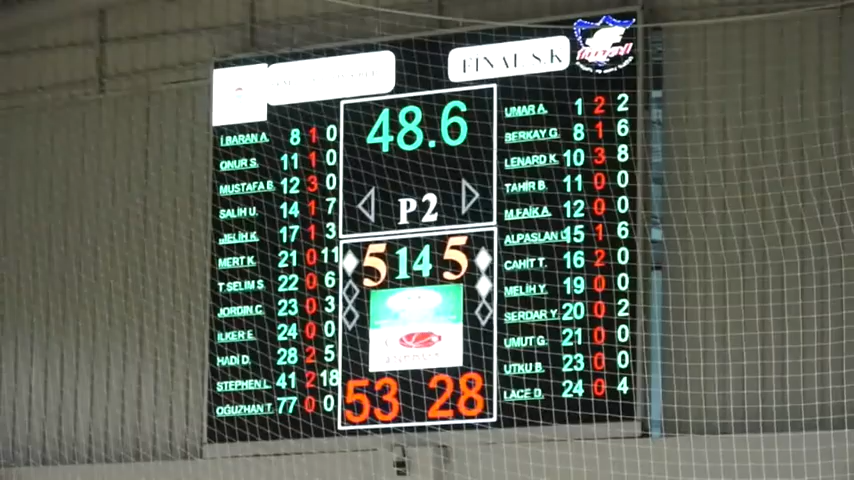 FINAL S.K
İ.BARAN A. 8 1 0
ONUR S. 11 1 0
MUSTAFA B. 12 3 0
SALİH U. 14 1 7
17 1 3
MERT K. 21 0 11
T.SELİM S. 22 0 6
JORDIN C. 23 0 3
İLKER E. 24 0 0
HADİ D. 28 2 5
STEPHEN L. 41 2 18
OĞUZHAN T. 77 0 0
48.6
P2
5 14 5
53 28
UMAR A. 1 2 2
BERKAY G. 8 1 6
LENARD K. 10 3 8
TAHİR B. 11 0 0
M.FAİK A. 12 0 0
ALPASLAN 15 1 6
CAHİT T. 16 2 0
MELİH Y. 19 0 0
SERDAR Y. 20 0 2
UMUT G. 21 0 0
UTKU B. 23 0 0
LACE D. 24 0 4